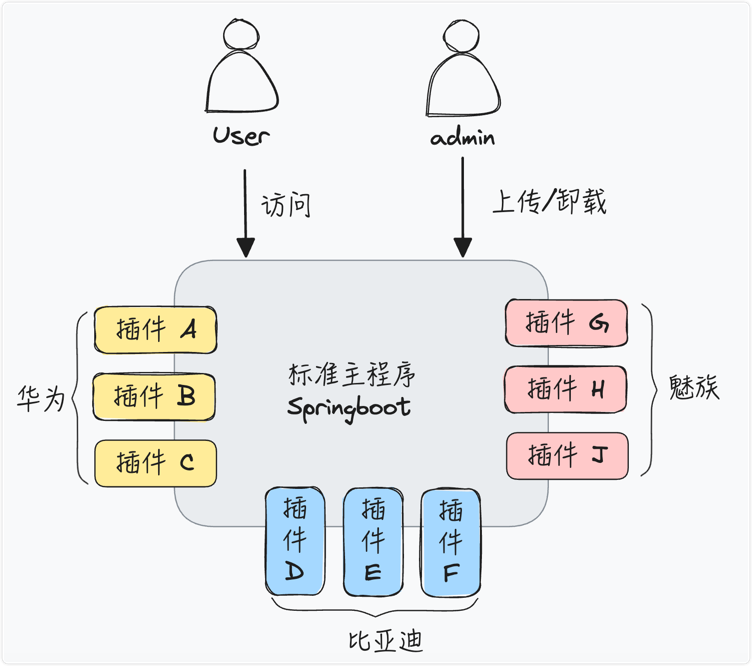 User
admin
访问
上传/卸载
华为
插件 A
插件 B
插件 C
标准主程序
Springboot
插件 G
插件 H
插件 J
魅族
插
件
D
插
件
E
插
件
F
比亚迪